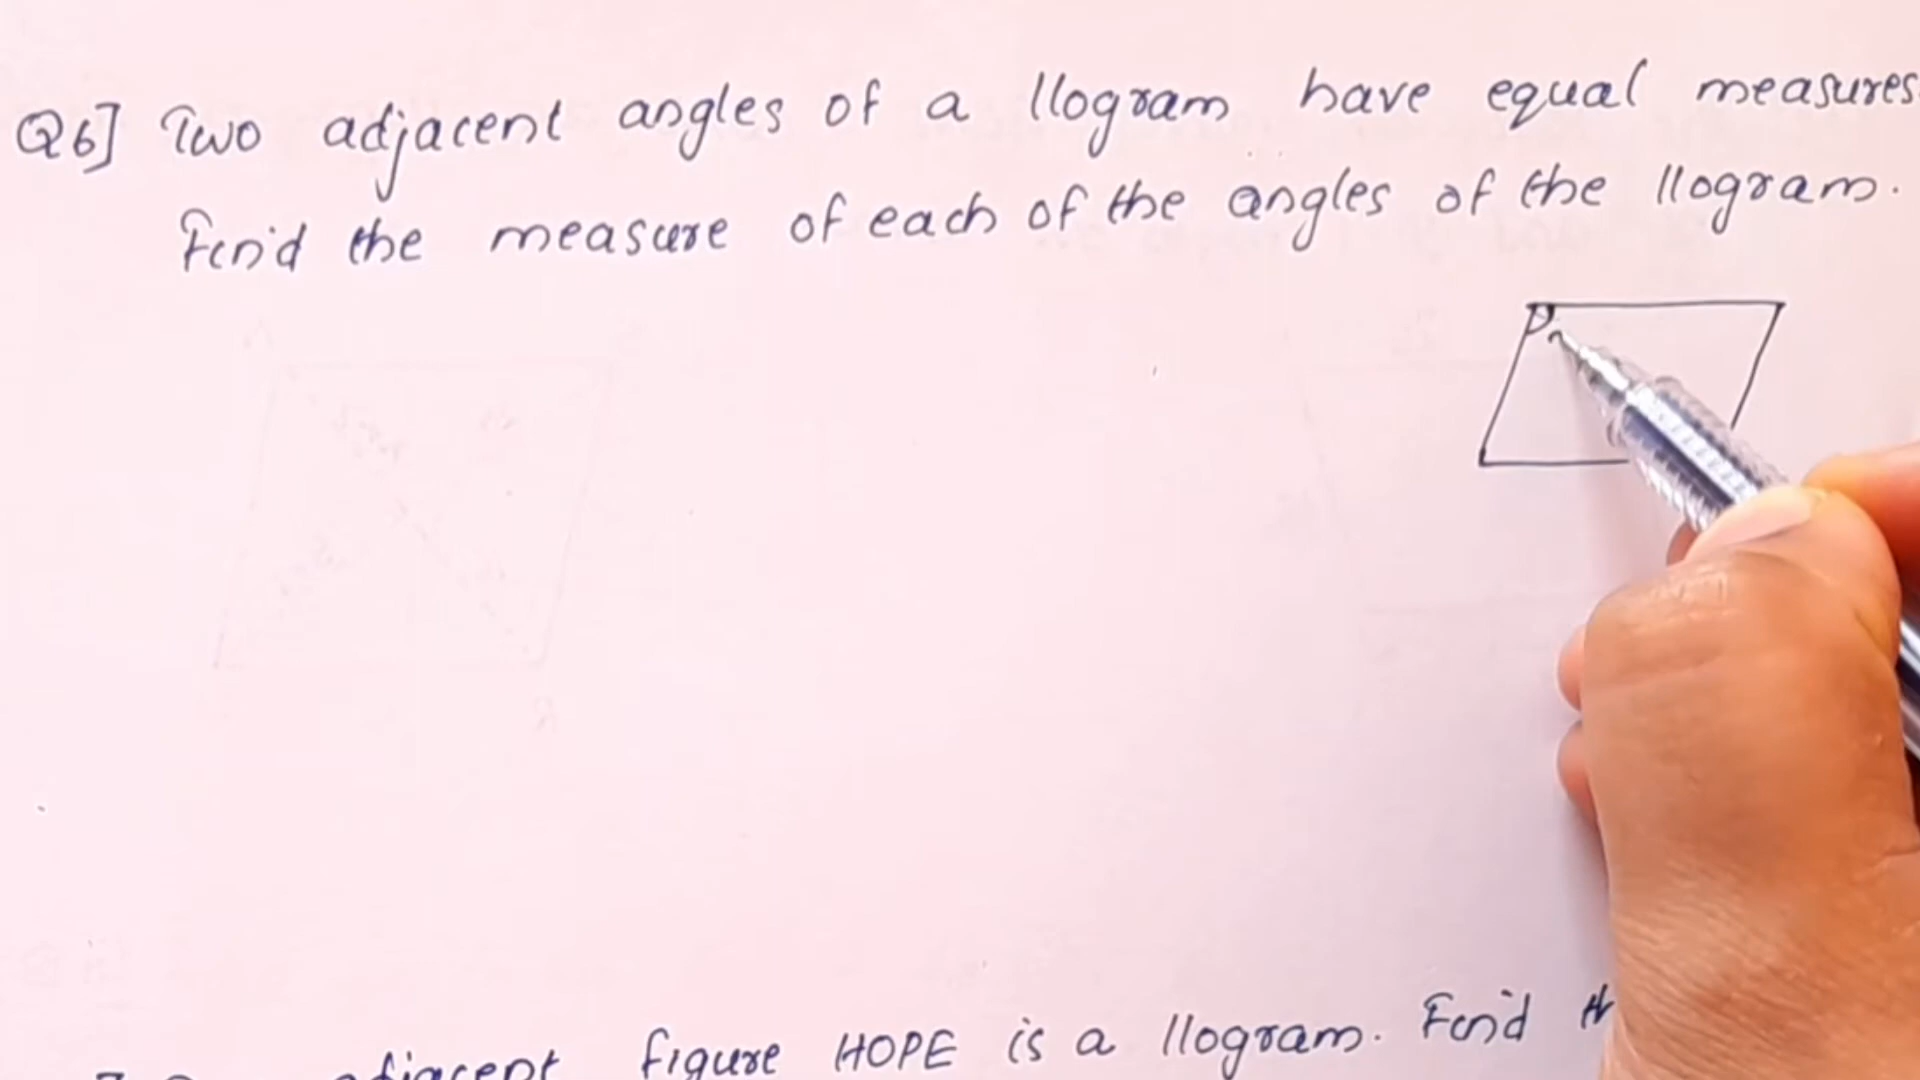 Q6] Two adjacent angles of a llogram have equal measures
Find the measure of each of the angles of the llogram.
adjacent figure HOPE is a llogram. Find